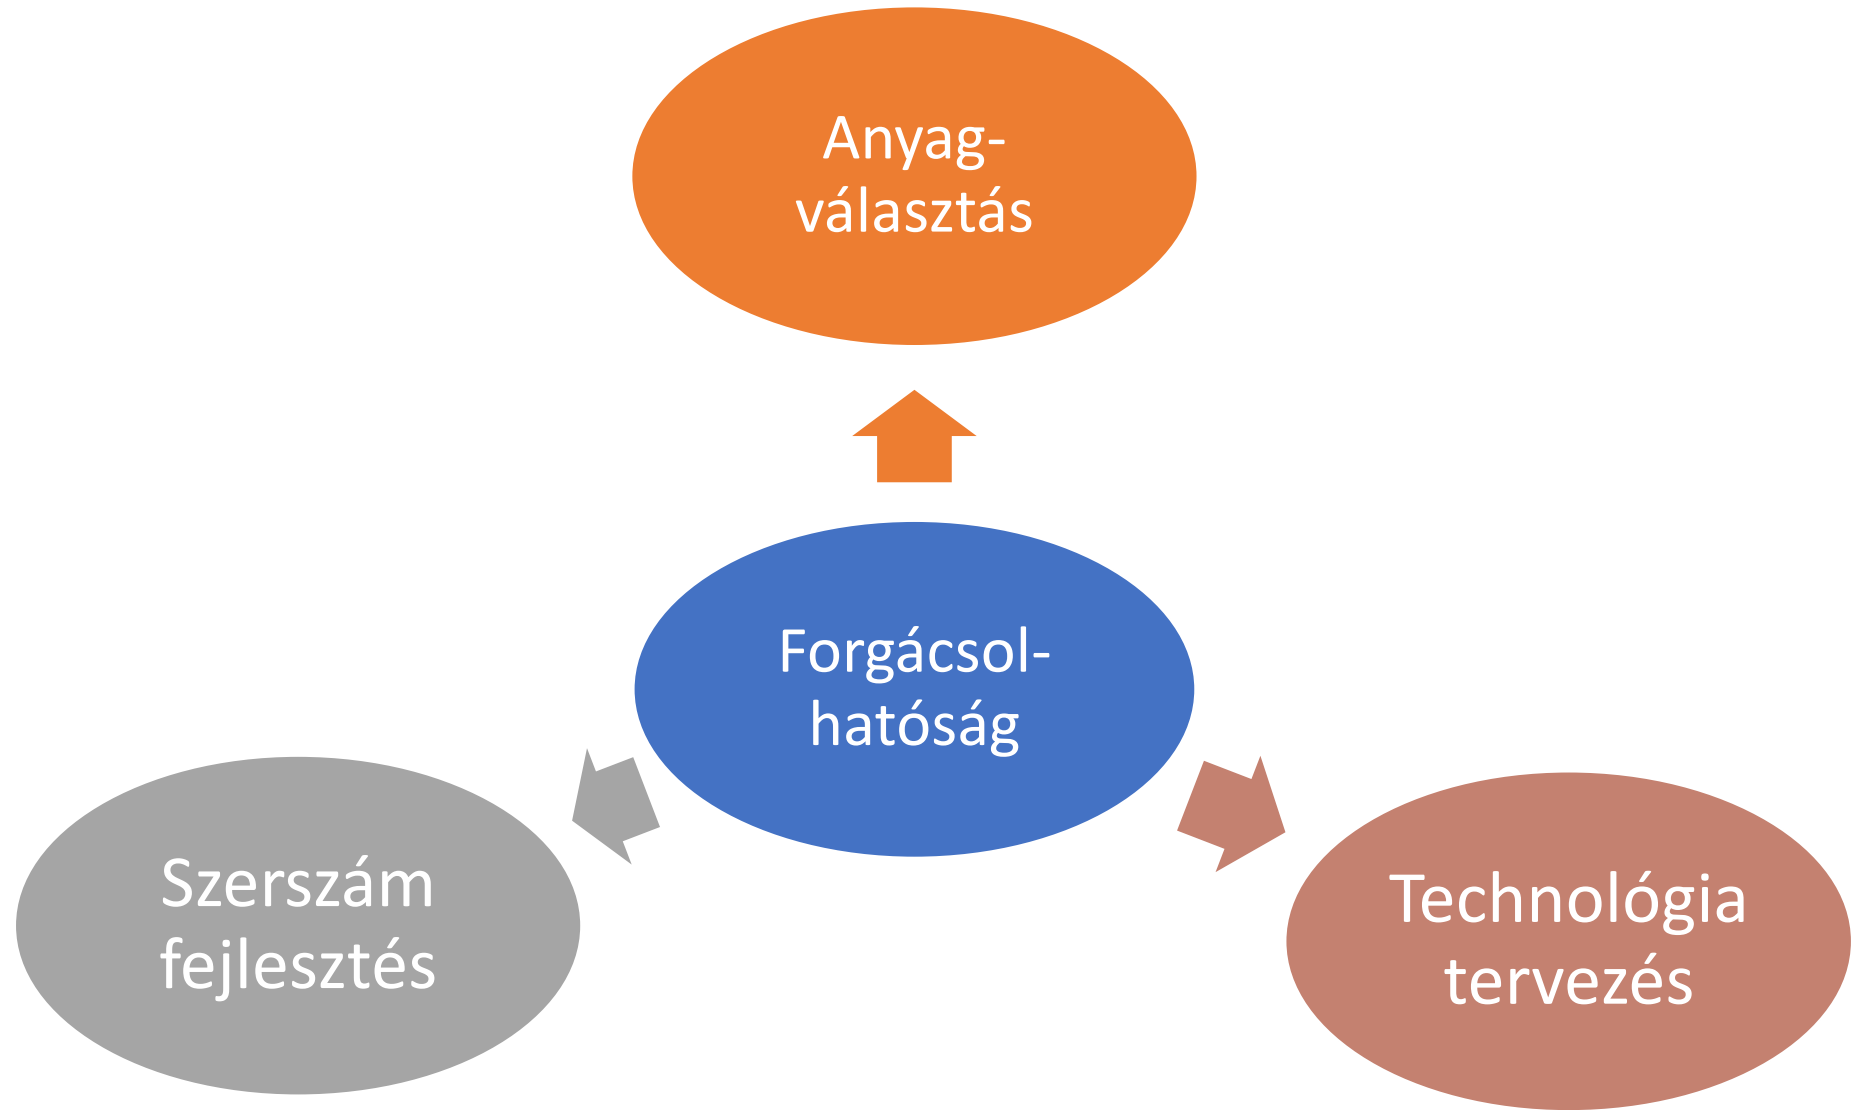 Anyag-
választás
Forgácsol-
hatóság
Szerszám
fejlesztés
Technológia
tervezés